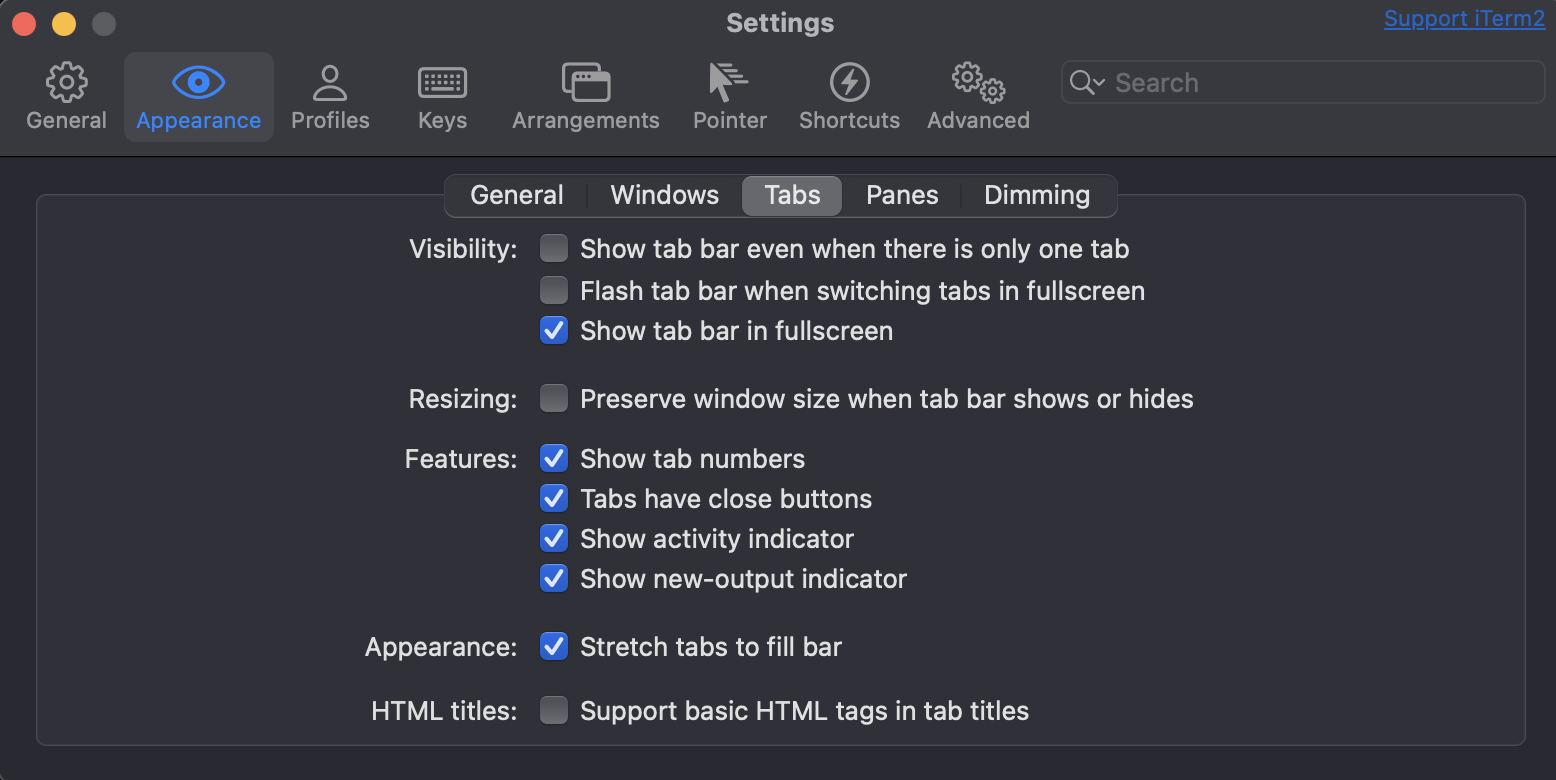 Settings
Support iTerm2
General Appearance Profiles Keys Arrangements Pointer Shortcuts Advanced
Search
General Windows Tabs Panes Dimming
Visibility: Show tab bar even when there is only one tab
Flash tab bar when switching tabs in fullscreen
Show tab bar in fullscreen
Resizing: Preserve window size when tab bar shows or hides
Features: Show tab numbers
Tabs have close buttons
Show activity indicator
Show new-output indicator
Appearance: Stretch tabs to fill bar
HTML titles: Support basic HTML tags in tab titles